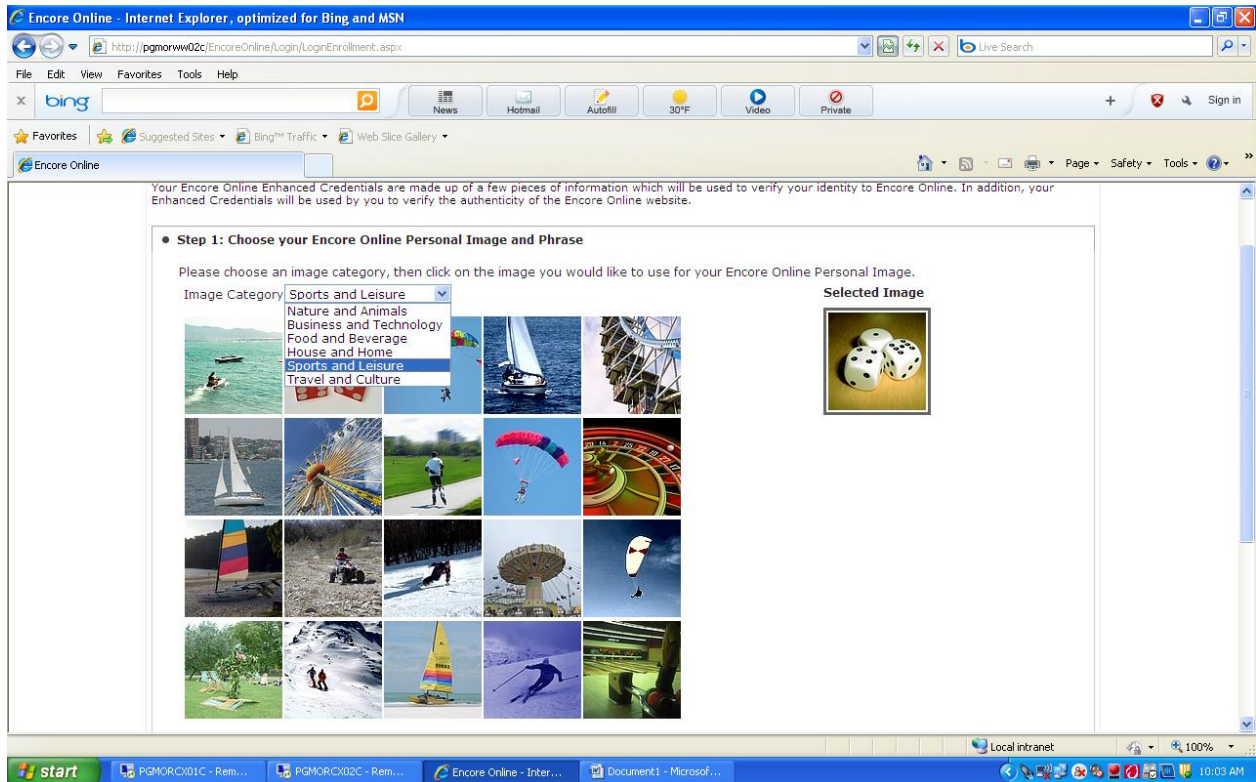 Encore Online - Internet Explorer, optimized for Bing and MSN
http://pgmorww02c/EncoreOnline/Login/LoginEnrollment.aspx
Live Search
File Edit View Favorites Tools Help
x bing News Hotmail Autofill 30°F Video Private + Sign in
Favorites Suggested Sites Bing™ Traffic Web Slice Gallery
Encore Online Page Safety Tools »
Your Encore Online Enhanced Credentials are made up of a few pieces of information which will be used to verify your identity to Encore Online. In addition, your
Enhanced Credentials will be used by you to verify the authenticity of the Encore Online website.
• Step 1: Choose your Encore Online Personal Image and Phrase
Please choose an image category, then click on the image you would like to use for your Encore Online Personal Image.
Image Category Sports and Leisure
Selected Image
Nature and Animals
Business and Technology
Food and Beverage
House and Home
Sports and Leisure
Travel and Culture
Local intranet 100%
start PGMORCX01C - Rem... PGMORCX02C - Rem... Encore Online - Inter... Document1 - Microsof... 10:03 AM